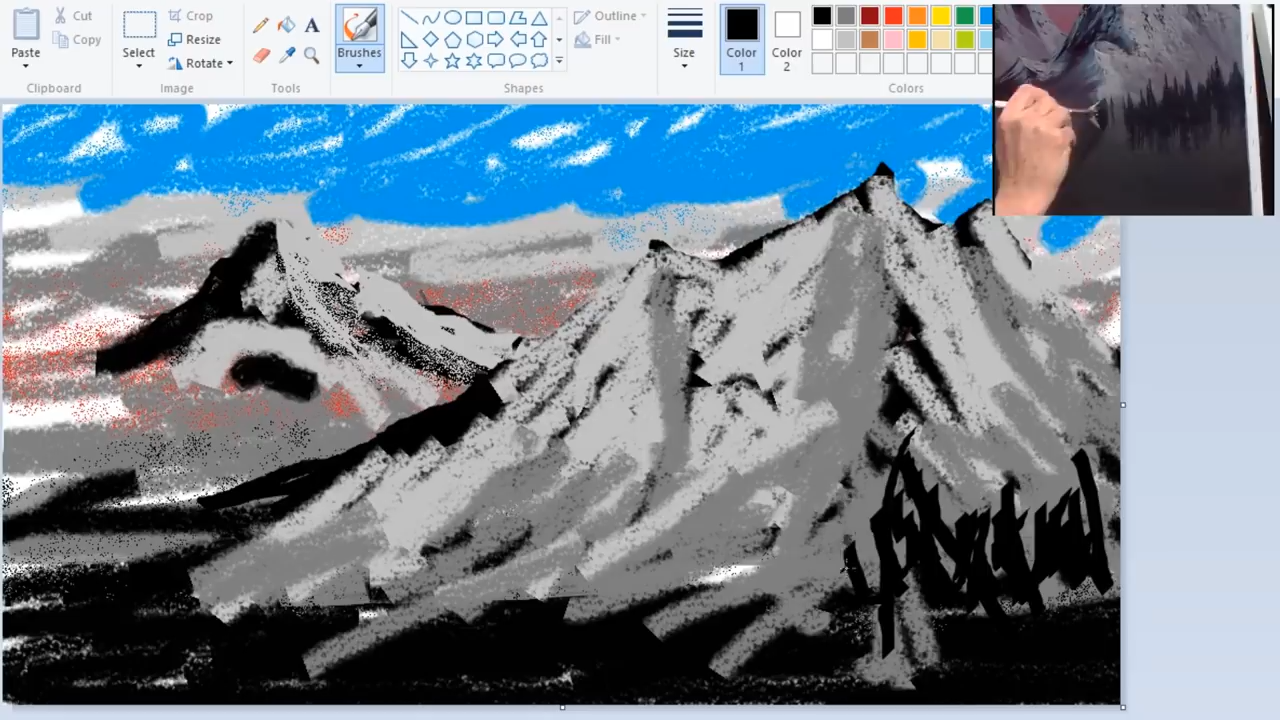 Paste
Cut
Copy
Clipboard
Select
Crop
Resize
Rotate
Image
A
Tools
Brushes
Outline
Fill
Shapes
Size
Color
1
Color
2
Colors